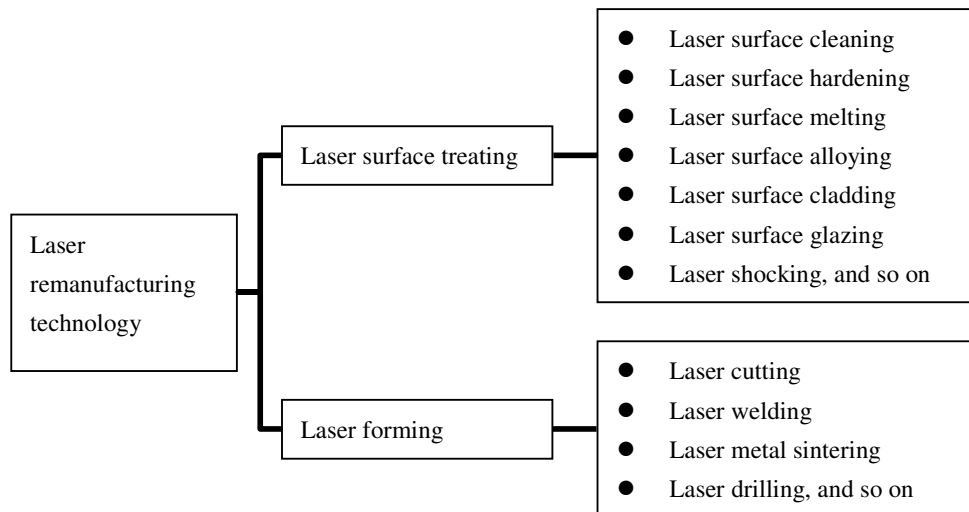 Laser
remanufacturing
technology
Laser surface treating
● Laser surface cleaning
● Laser surface hardening
● Laser surface melting
● Laser surface alloying
● Laser surface cladding
● Laser surface glazing
● Laser shocking, and so on
Laser forming
● Laser cutting
● Laser welding
● Laser metal sintering
● Laser drilling, and so on